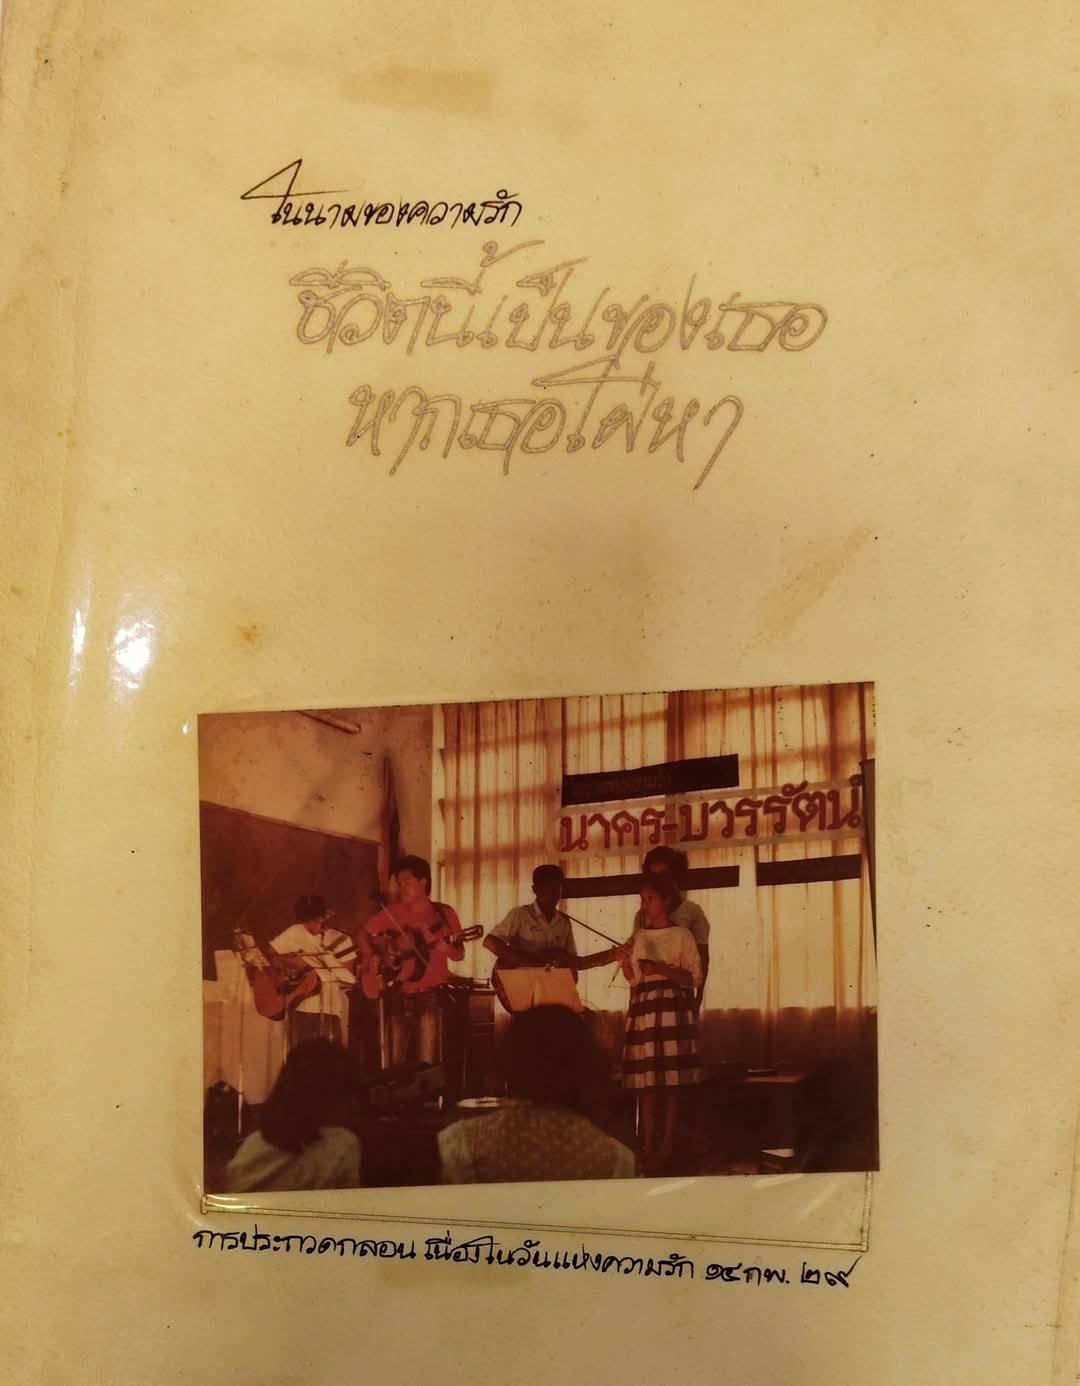 ในนามของความรัก
ชีวิตนี้เป็นของเธอ
หากเธอใฝ่หา
นาคร-บวรรัตน์
การประกวดกลอน เนื่องในวันแห่งความรัก ๑๔ กพ. ๒๙